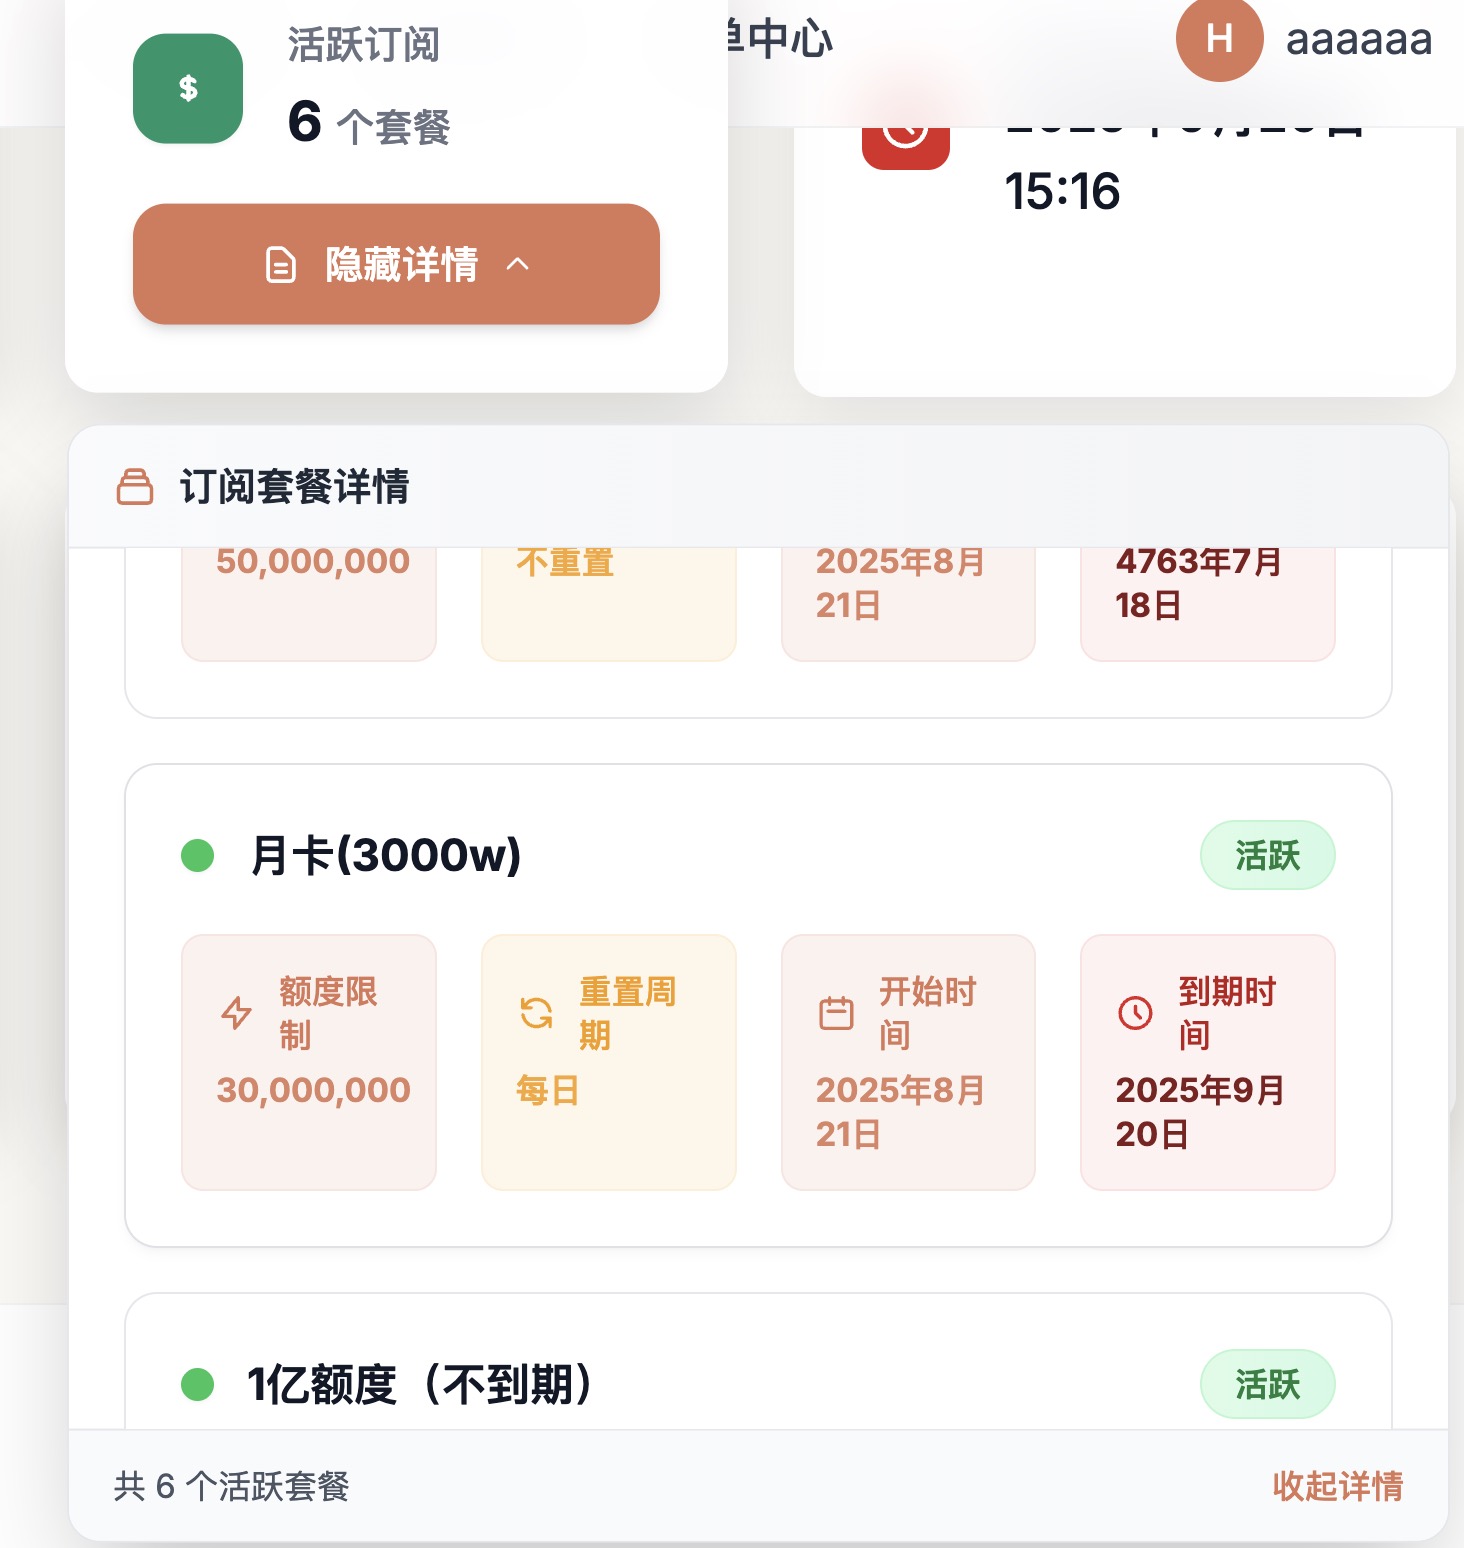 活跃订阅
6 个套餐
隐藏详情
中心
H
aaaaaa
15:16
订阅套餐详情
50,000,000
不重置
2025年8月
21日
4763年7月
18日
月卡(3000w)
活跃
额度限
制
30,000,000
重置周
期
每日
开始时
间
2025年8月
21日
到期时
间
2025年9月
20日
1亿额度（不到期）
活跃
共 6 个活跃套餐
收起详情